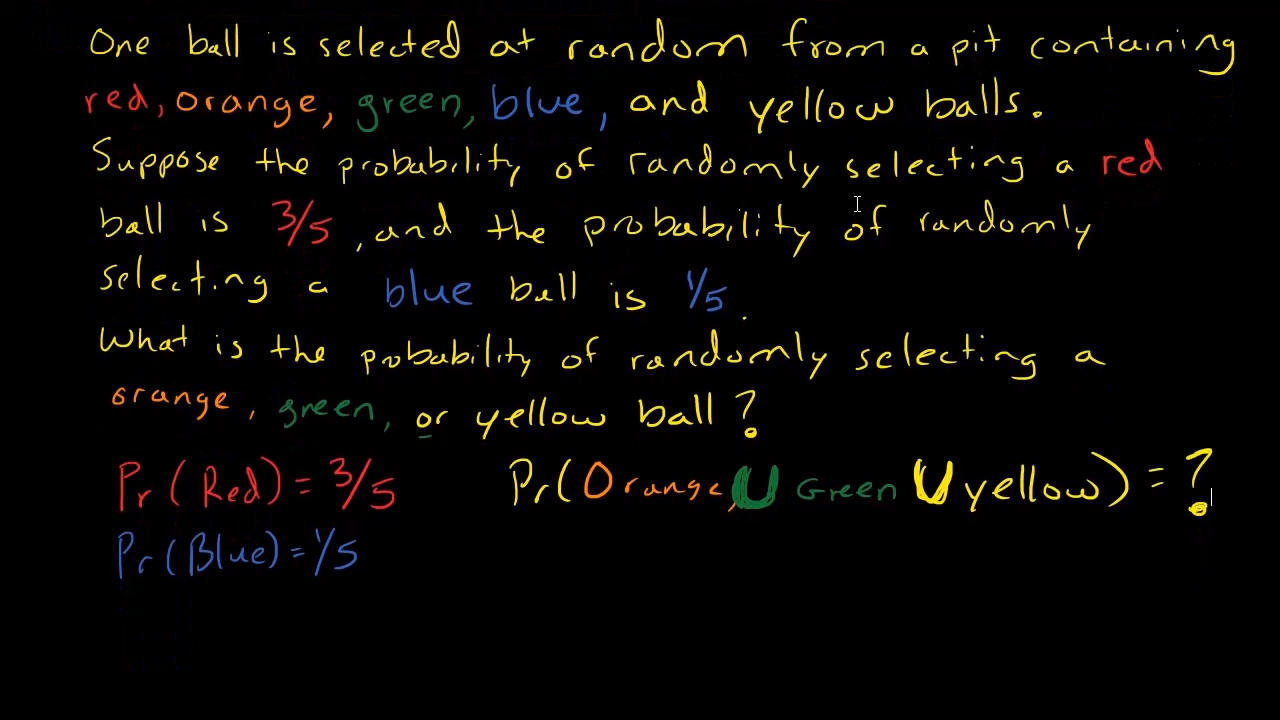 One ball is selected at random from a pit containing
red, orange, green, blue, and yellow balls.
Suppose the probability of randomly selecting a red
ball is 3/5, and the probability of randomly
selecting a blue ball is 1/5.
What is the probability of randomly selecting a
orange, green, or yellow ball?
Pr(Red) = 3/5 Pr(Orange, U Green U yellow) = ?
Pr(Blue) = 1/5